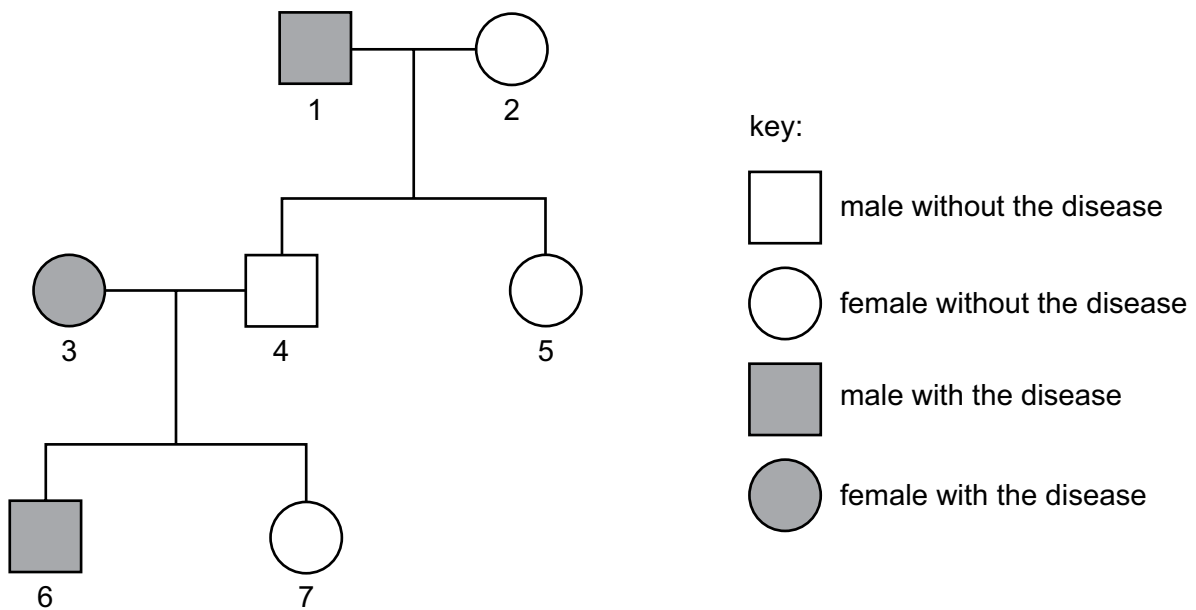 1
2
3
4
5
6
7
key:
male without the disease
female without the disease
male with the disease
female with the disease